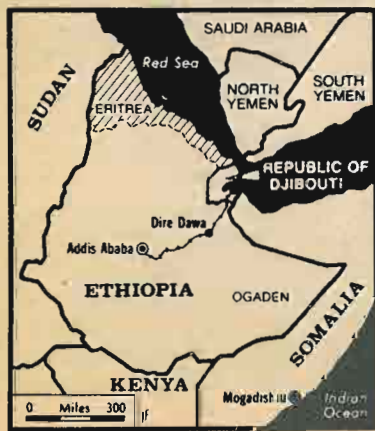 SAUDI ARABIA
Red Sea
SUDAN
NORTH
YEMEN
SOUTH
YEMEN
ERITREA
REPUBLIC OF
DJIBOUTI
Dire Dawa
Addis Ababa
ETHIOPIA
OGADEN
SOMALIA
KENYA
Mogadishu
Indian
Ocean
0 Miles 300
jf